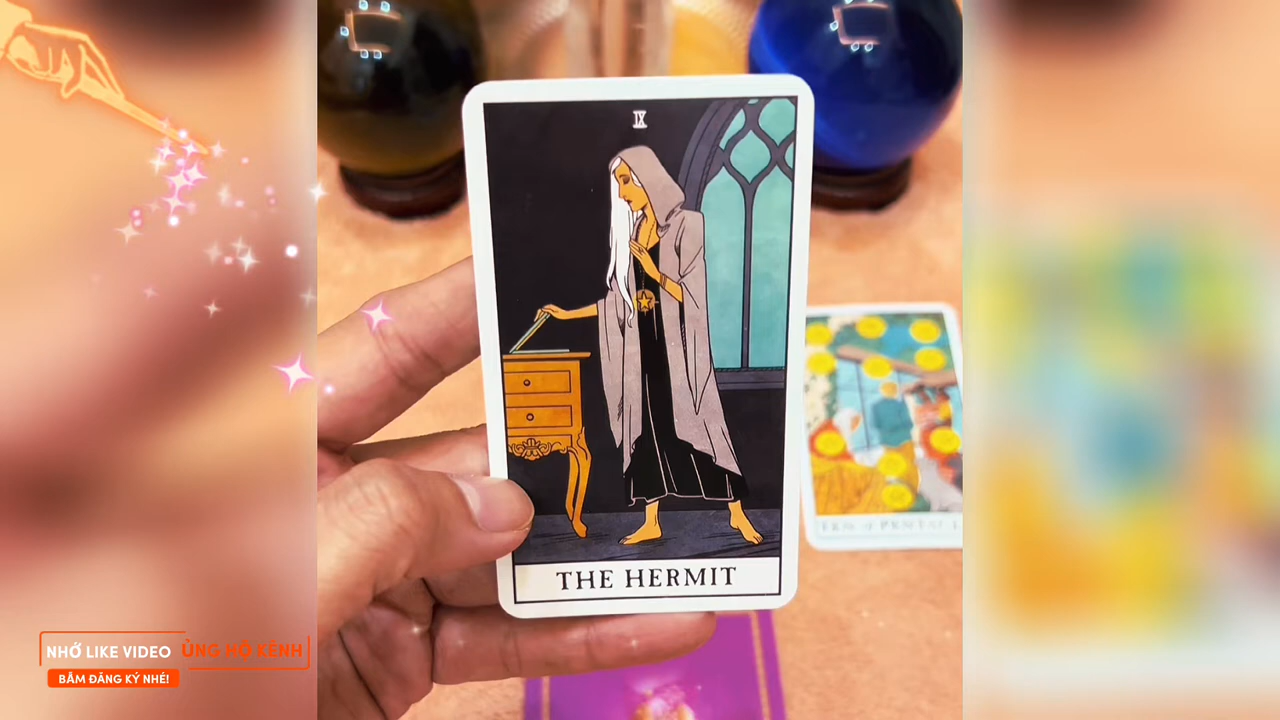 IX
THE HERMIT
NHỚ LIKE VIDEO ỦNG HỘ KÊNH
BẤM ĐĂNG KÝ NHÉ!